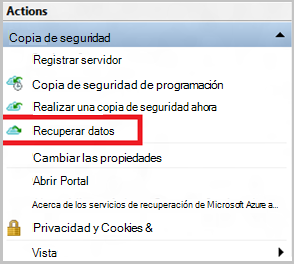 Actions
Copia de seguridad
Registrar servidor
Copia de seguridad de programación
Realizar una copia de seguridad ahora
Recuperar datos
Cambiar las propiedades
Abrir Portal
Acerca de los servicios de recuperación de Microsoft Azure a...
Privacidad y Cookies &
Vista